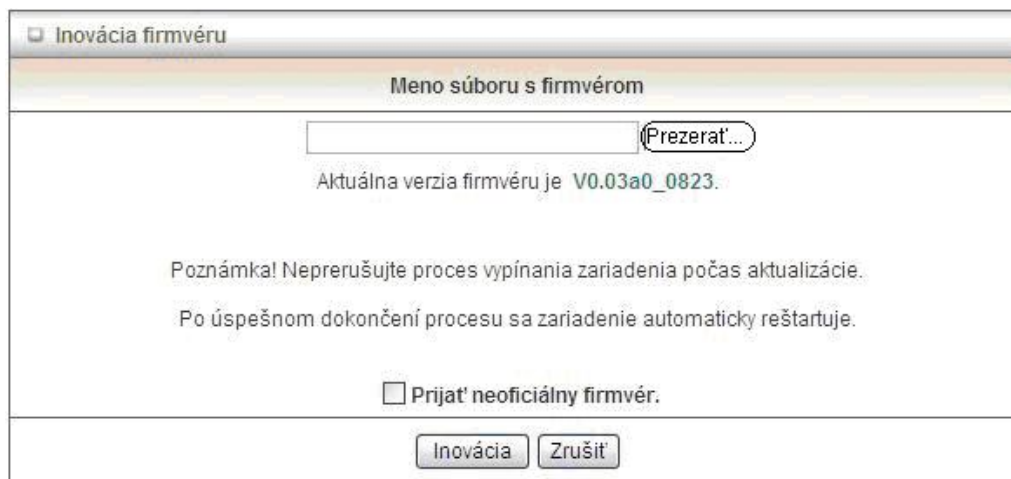 Inovácia firmvéru
Meno súboru s firmvérom
Prezerať...
Aktuálna verzia firmvéru je V0.03a0_0823.
Poznámka! Neprerušujte proces vypínania zariadenia počas aktualizácie.
Po úspešnom dokončení procesu sa zariadenie automaticky reštartuje.
Prijať neoficiálny firmvér.
Inovácia Zrušiť